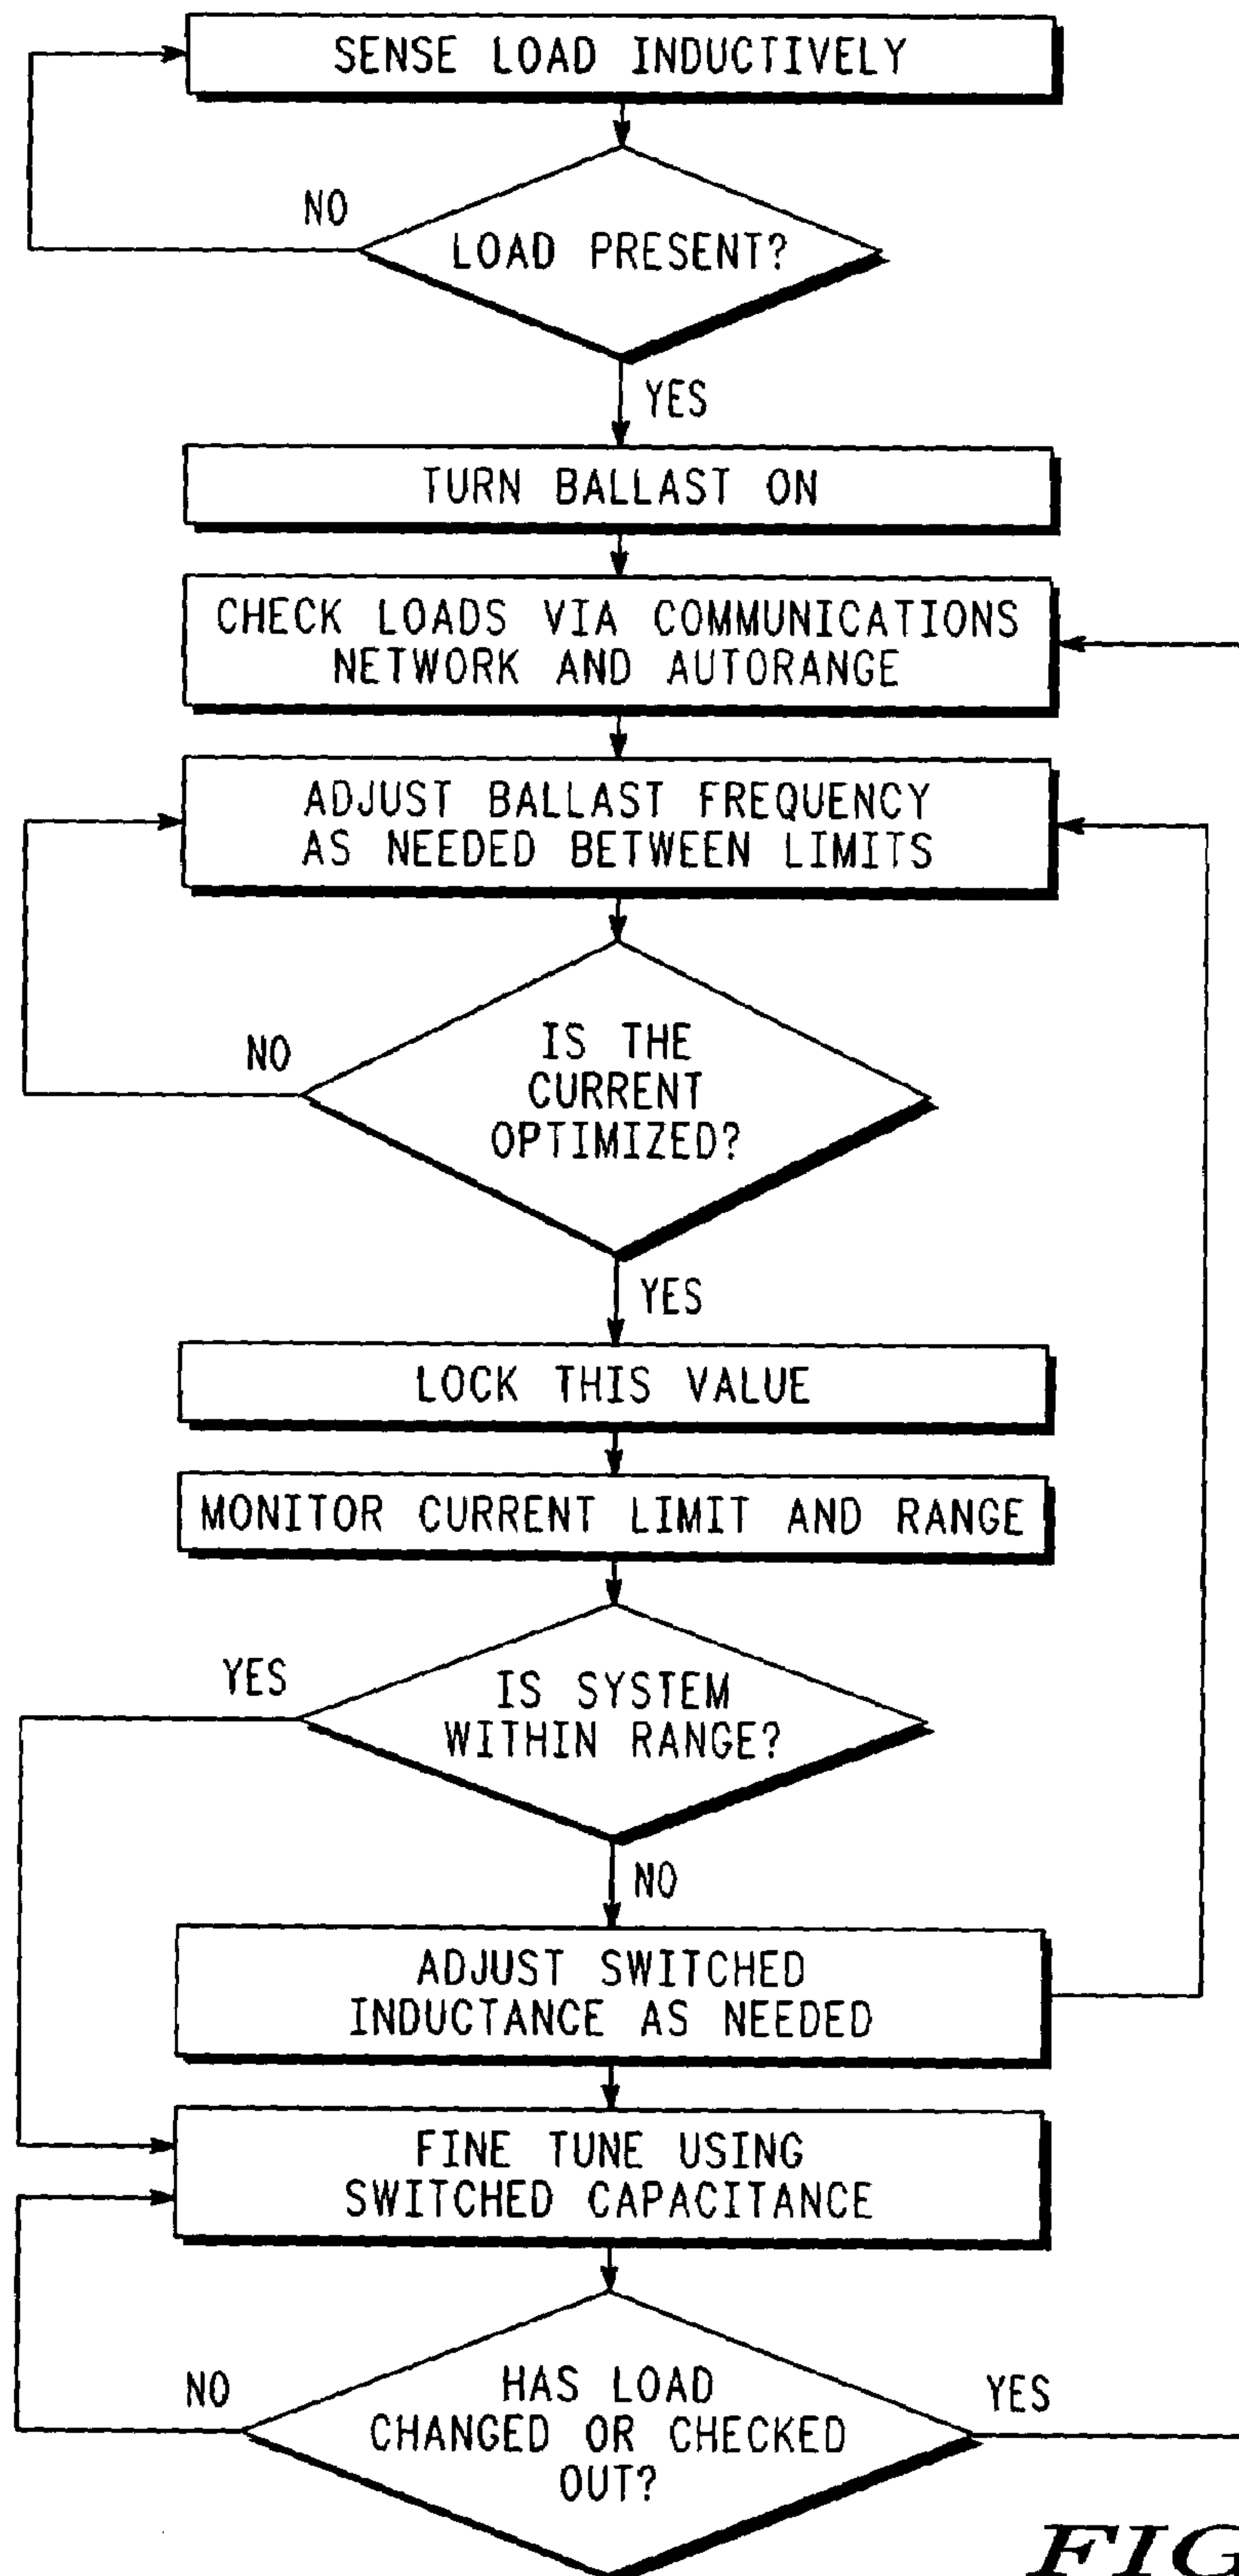 SENSE LOAD INDUCTIVELY
NO
LOAD PRESENT?
YES
TURN BALLAST ON
CHECK LOADS VIA COMMUNICATIONS
NETWORK AND AUTORANGE
ADJUST BALLAST FREQUENCY
AS NEEDED BETWEEN LIMITS
NO
IS THE
CURRENT
OPTIMIZED?
YES
LOCK THIS VALUE
MONITOR CURRENT LIMIT AND RANGE
YES
IS SYSTEM
WITHIN RANGE?
NO
ADJUST SWITCHED
INDUCTANCE AS NEEDED
FINE TUNE USING
SWITCHED CAPACITANCE
NO
HAS LOAD
CHANGED OR CHECKED
OUT?
YES
FIG